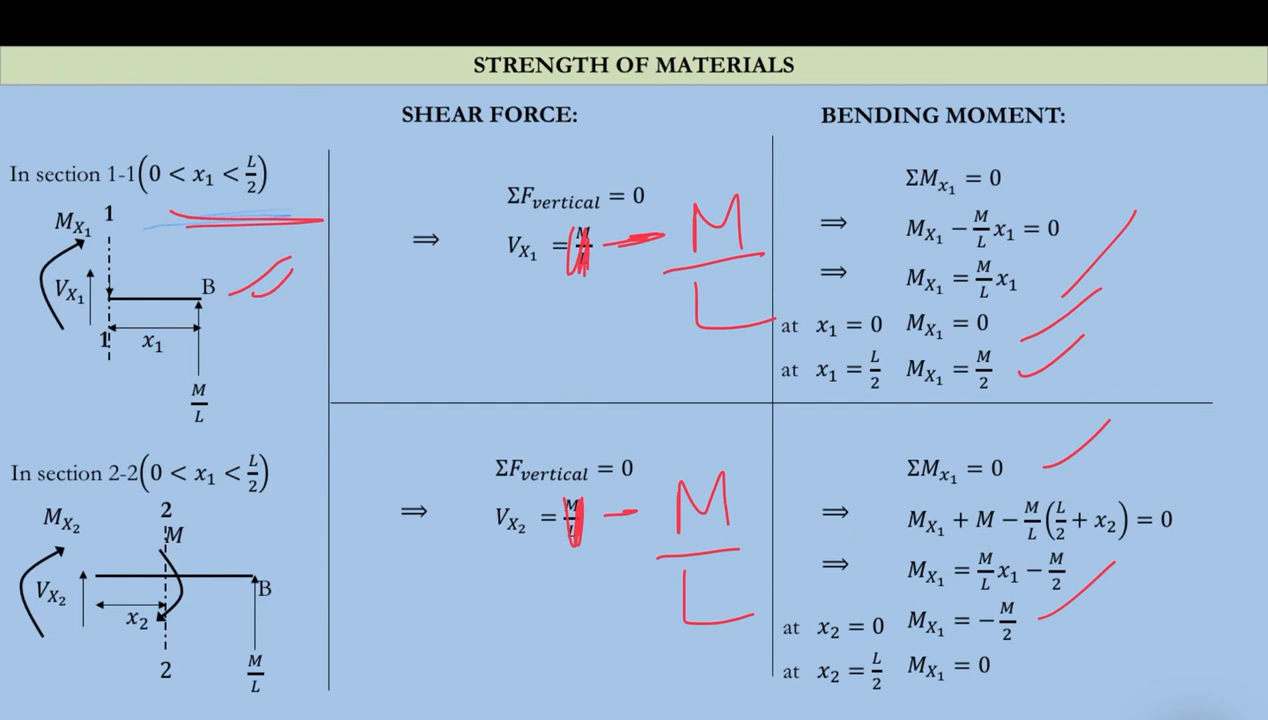 STRENGTH OF MATERIALS
SHEAR FORCE:
BENDING MOMENT:
In section 1-1(0 < x₁ < L/2)
M_X₁ 1
V_X₁
B
1
x₁
M/L
ΣF_vertical = 0
⟹ V_X₁ = M/L
− M/L
ΣM_x₁ = 0
⟹ M_X₁ − M/L x₁ = 0
⟹ M_X₁ = M/L x₁
at x₁ = 0 M_X₁ = 0
at x₁ = L/2 M_X₁ = M/2
In section 2-2(0 < x₁ < L/2)
M_X₂ 2
M
V_X₂
B
x₂
2
M/L
ΣF_vertical = 0
⟹ V_X₂ = M/L
− M/L
ΣM_x₁ = 0
⟹ M_X₁ + M − M/L (L/2 + x₂) = 0
⟹ M_X₁ = M/L x₁ − M/2
at x₂ = 0 M_X₁ = − M/2
at x₂ = L/2 M_X₁ = 0